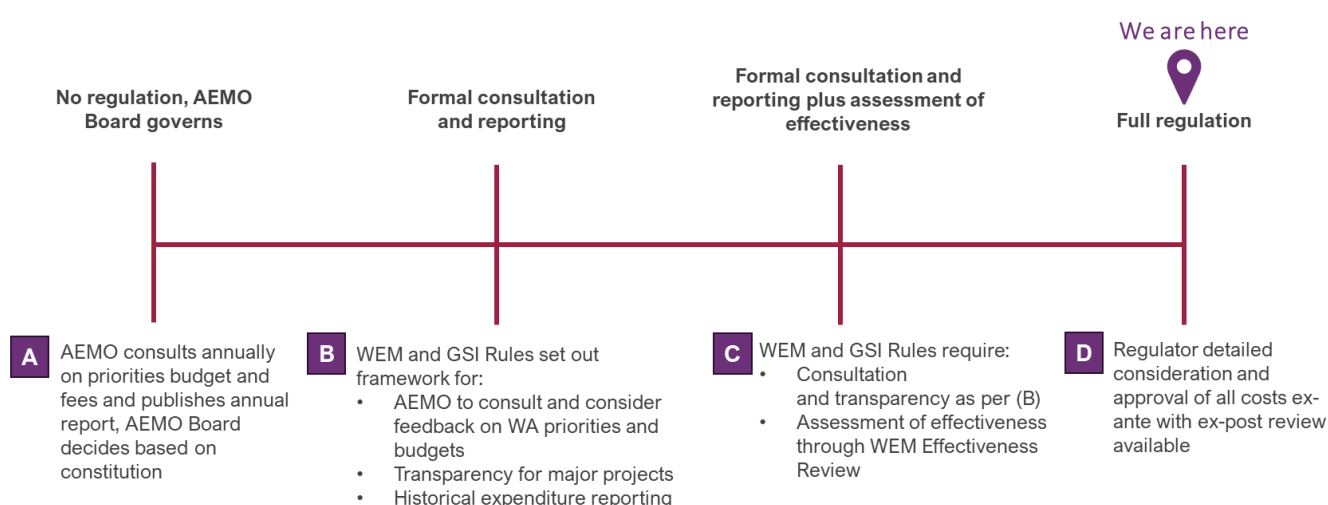 We are here
No regulation, AEMO
Board governs
Formal consultation
and reporting
Formal consultation and
reporting plus assessment of
effectiveness
Full regulation
A
AEMO consults annually
on priorities budget and
fees and publishes annual
report, AEMO Board
decides based on
constitution
B
WEM and GSI Rules set out
framework for:
• AEMO to consult and consider
feedback on WA priorities and
budgets
• Transparency for major projects
• Historical expenditure reporting
C
WEM and GSI Rules require:
• Consultation
and transparency as per (B)
• Assessment of effectiveness
through WEM Effectiveness
Review
D
Regulator detailed
consideration and
approval of all costs ex-
ante with ex-post review
available